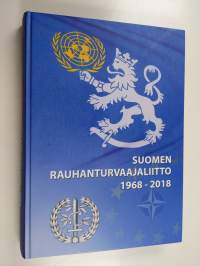 SUOMEN
RAUHANTURVAAJALIITTO
1968 - 2018